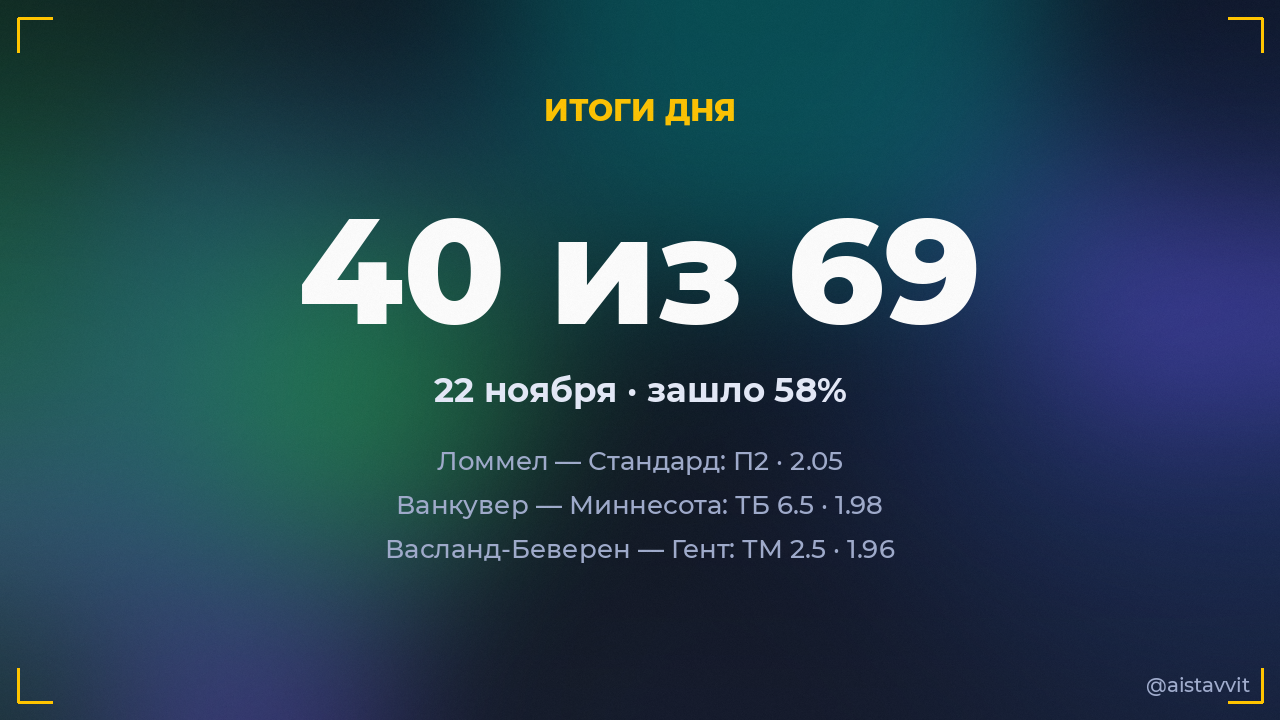 ИТОГИ ДНЯ
40 из 69
22 ноября · зашло 58%
Ломмел — Стандард: П2 · 2.05
Ванкувер — Миннесота: ТБ 6.5 · 1.98
Васланд-Беверен — Гент: ТМ 2.5 · 1.96
@aistavvit